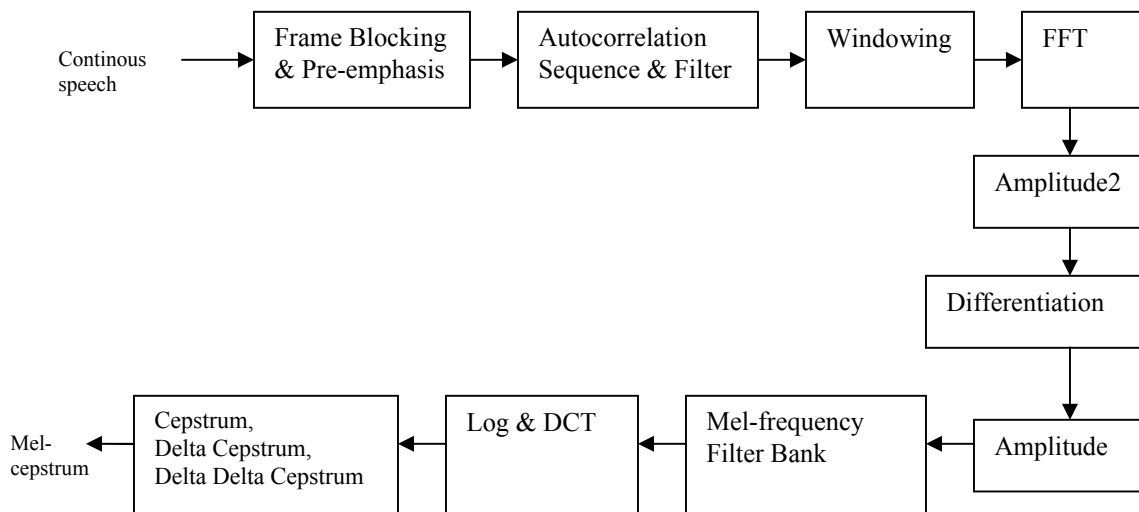 Continous
speech
Frame Blocking
& Pre-emphasis
Autocorrelation
Sequence & Filter
Windowing
FFT
Amplitude2
Differentiation
Amplitude
Mel-frequency
Filter Bank
Log & DCT
Cepstrum,
Delta Cepstrum,
Delta Delta Cepstrum
Mel-
cepstrum